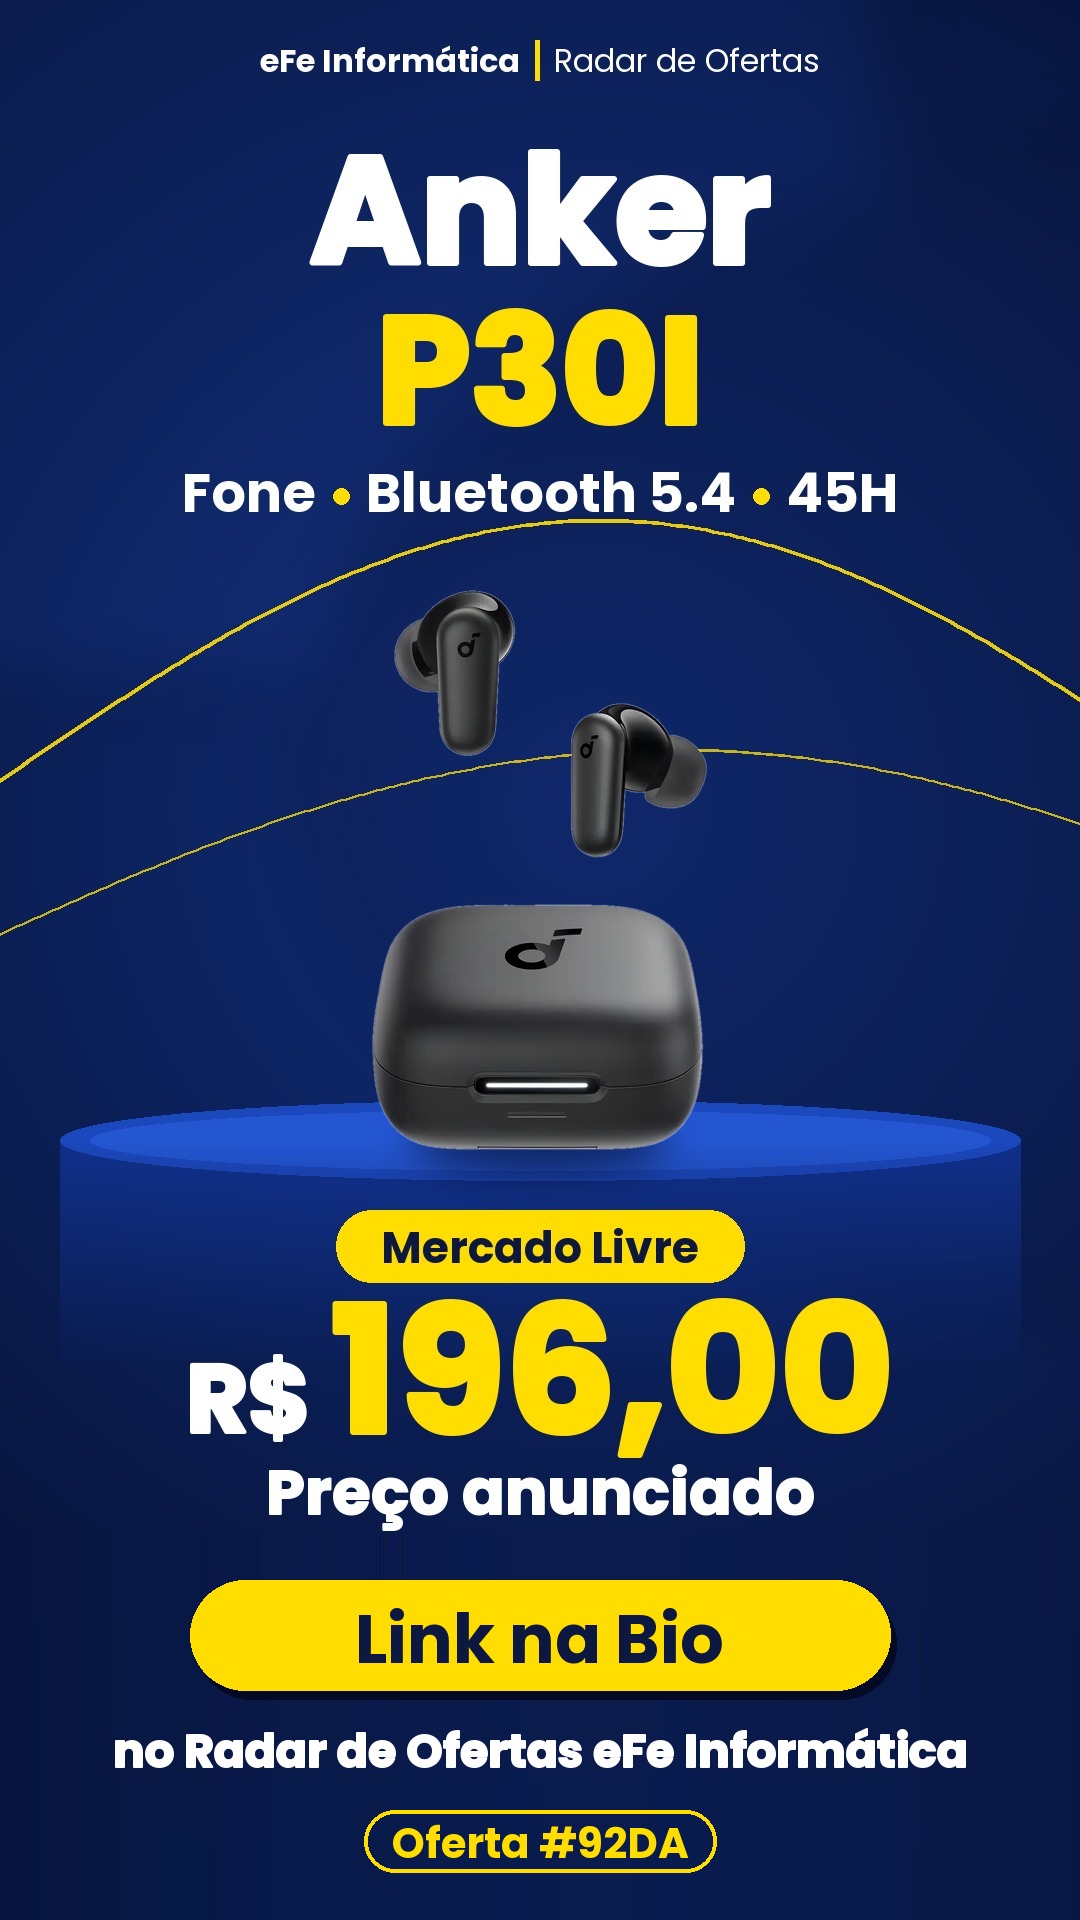 eFe Informática | Radar de Ofertas
Anker
P30I
Fone • Bluetooth 5.4 • 45H
Mercado Livre
R$ 196,00
Preço anunciado
Link na Bio
no Radar de Ofertas eFe Informática
Oferta #92DA